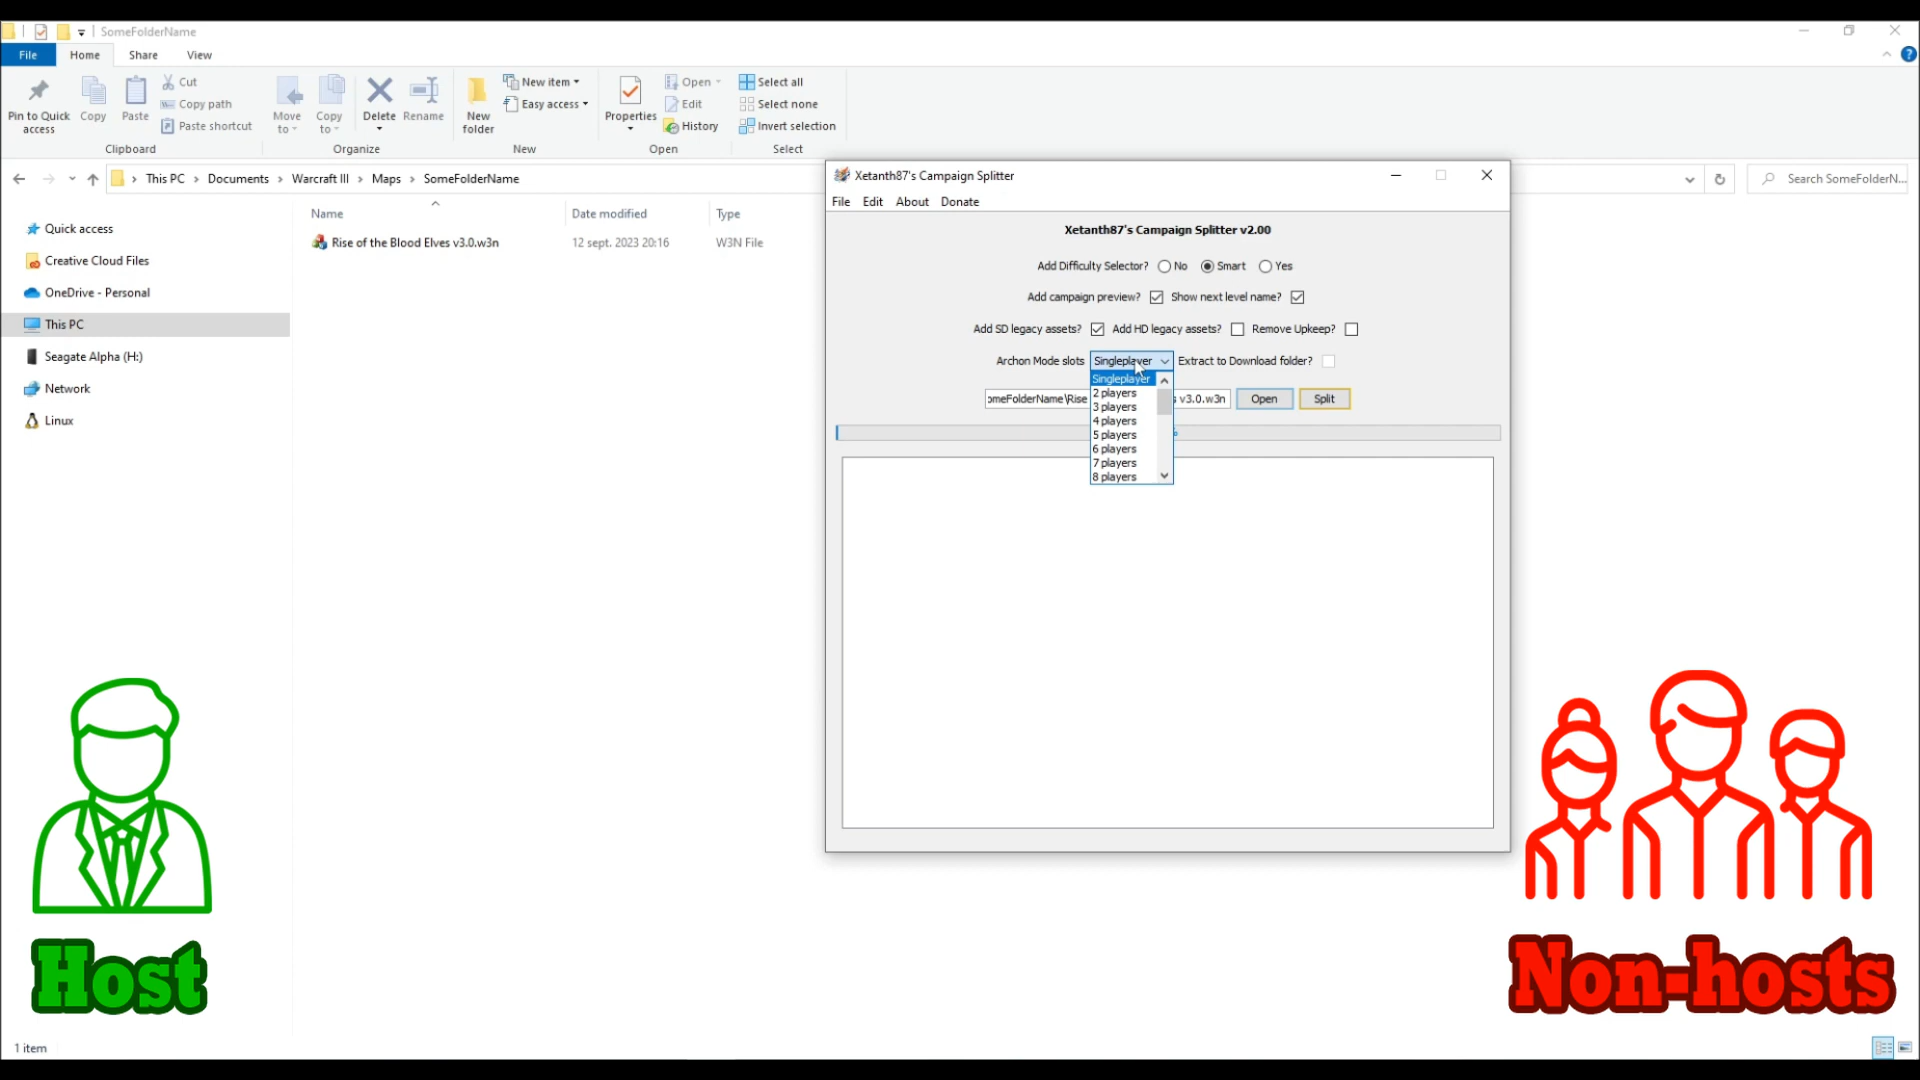 SomeFolderName
File Home Share View
Pin to Quick access
Copy
Paste
Cut
Copy path
Paste shortcut
Clipboard
Move to
Copy to
Delete
Rename
Organize
New folder
New item
Easy access
New
Properties
Open
Edit
History
Open
Select all
Select none
Invert selection
Select
This PC > Documents > Warcraft III > Maps > SomeFolderName
Search SomeFolderN...
Name Date modified Type
Rise of the Blood Elves v3.0.w3n 12 sept. 2023 20:16 W3N File
Quick access
Creative Cloud Files
OneDrive - Personal
This PC
Seagate Alpha (H:)
Network
Linux
1 item
Xetanth87's Campaign Splitter
File Edit About Donate
Xetanth87's Campaign Splitter v2.00
Add Difficulty Selector? No Smart Yes
Add campaign preview? Show next level name?
Add SD legacy assets? Add HD legacy assets? Remove Upkeep?
Archon Mode slots Singleplayer Extract to Download folder?
Singleplayer
2 players
3 players
4 players
5 players
6 players
7 players
8 players
omeFolderName\Rise s v3.0.w3n Open Split
Host
Non-hosts